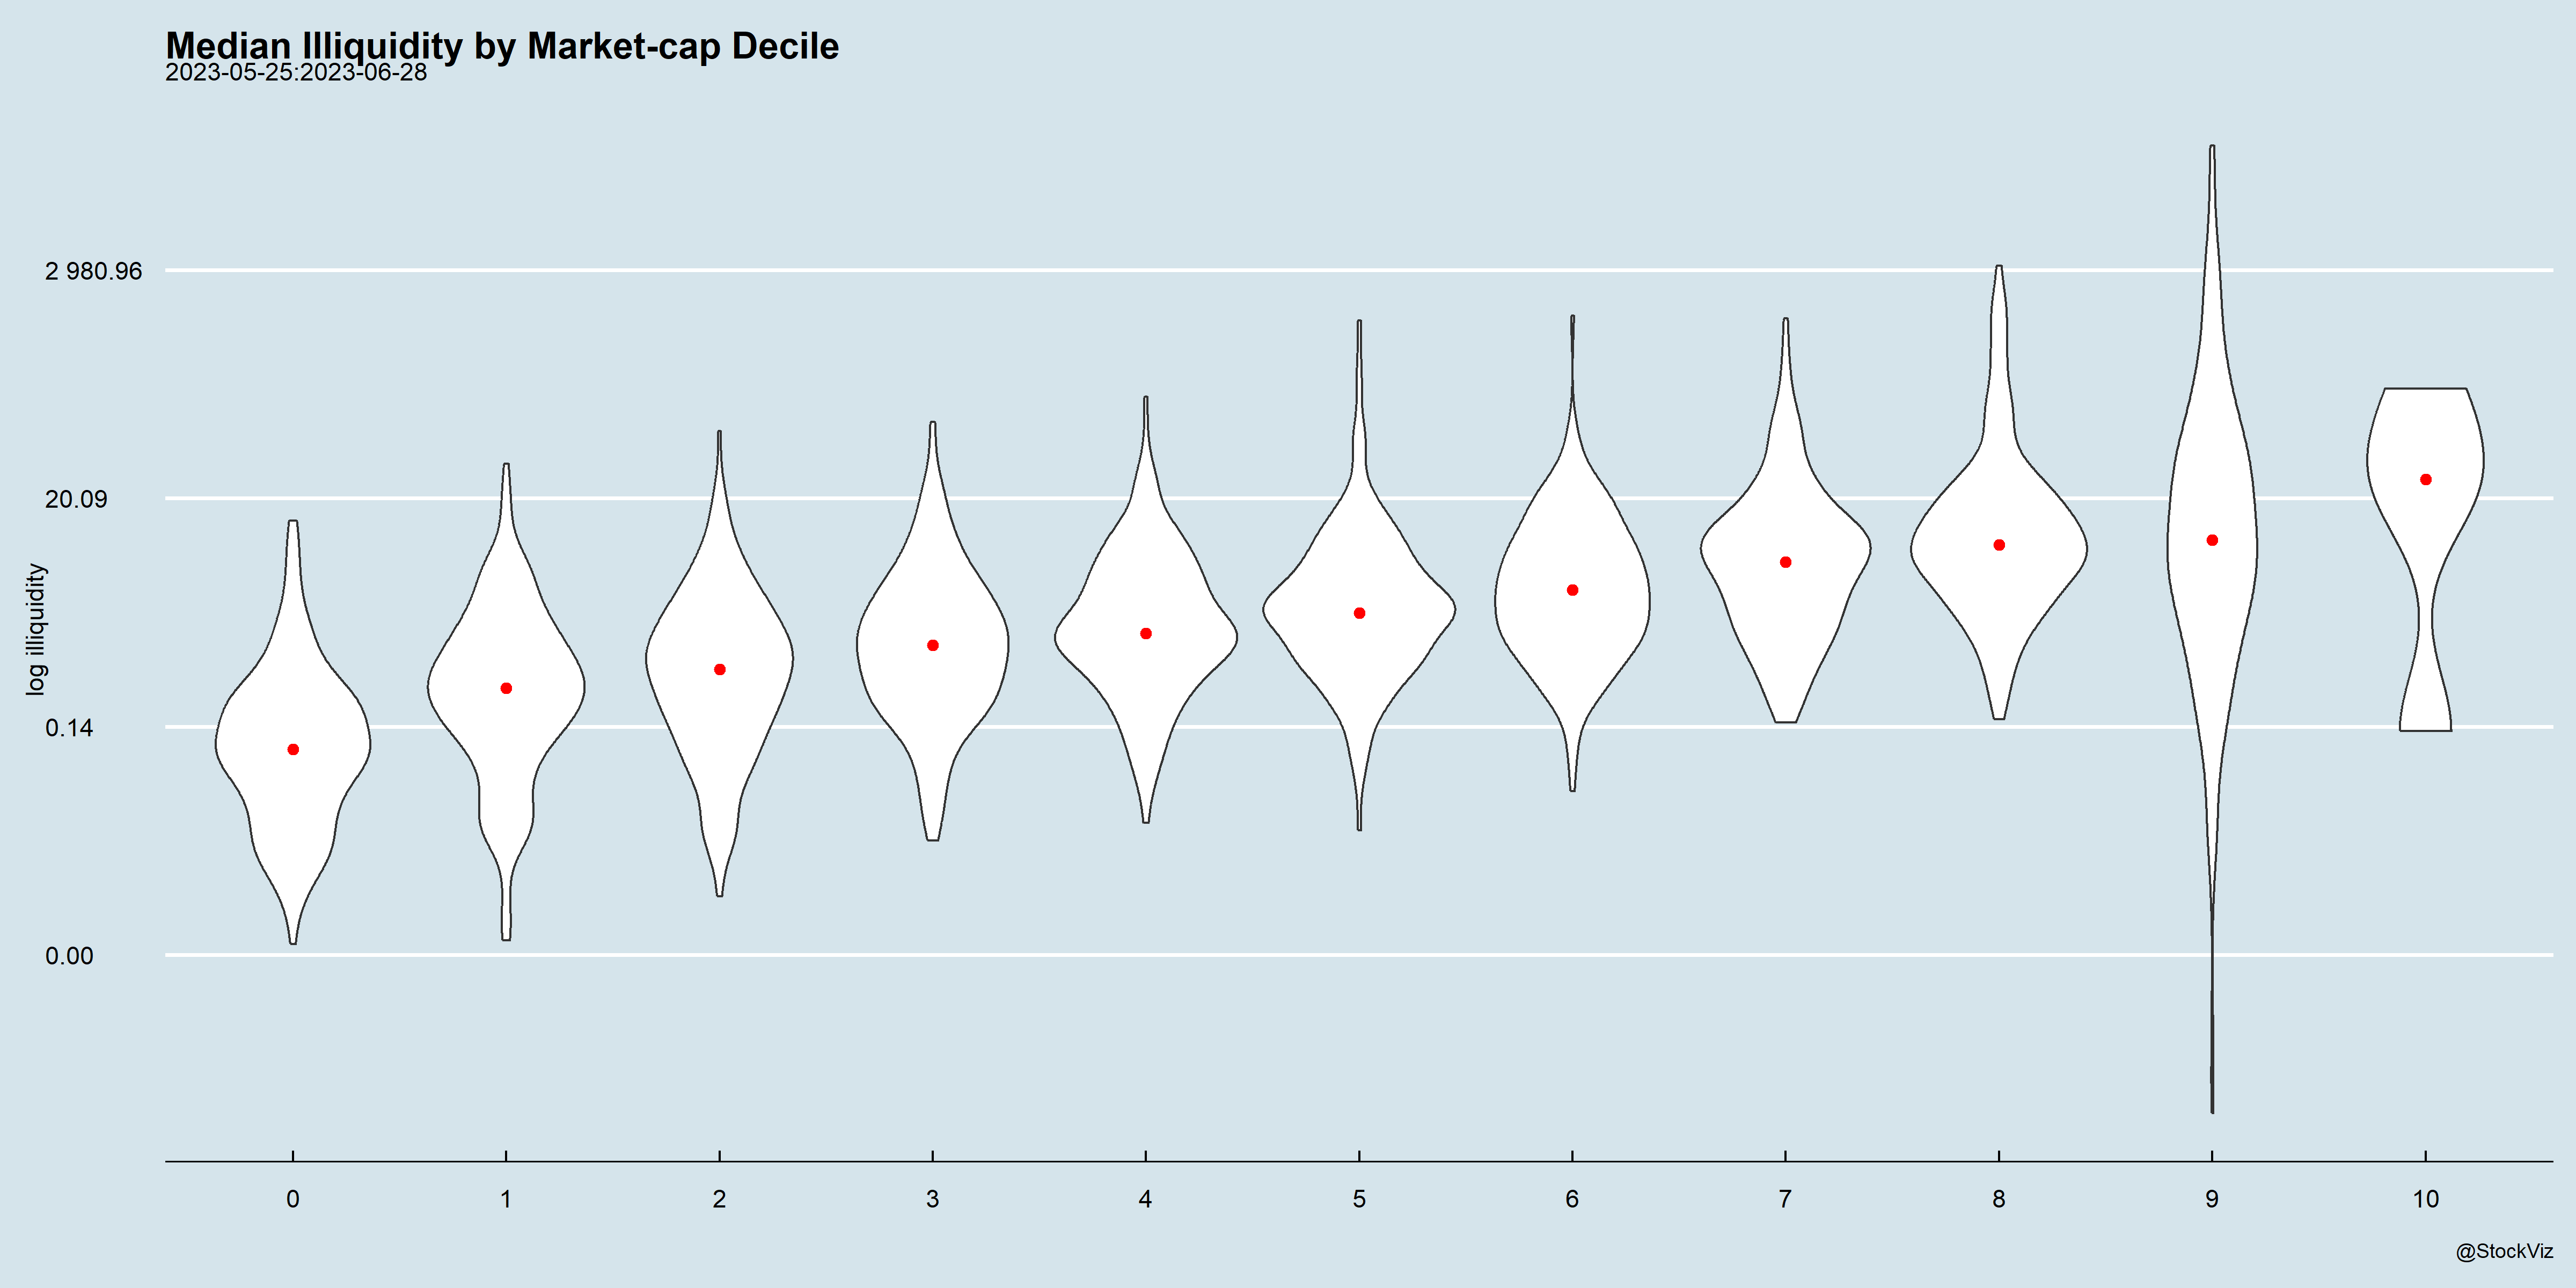 Median Illiquidity by Market-cap Decile
2023-05-25:2023-06-28
2 980.96
20.09
0.14
0.00
log illiquidity
0 1 2 3 4 5 6 7 8 9 10
@StockViz